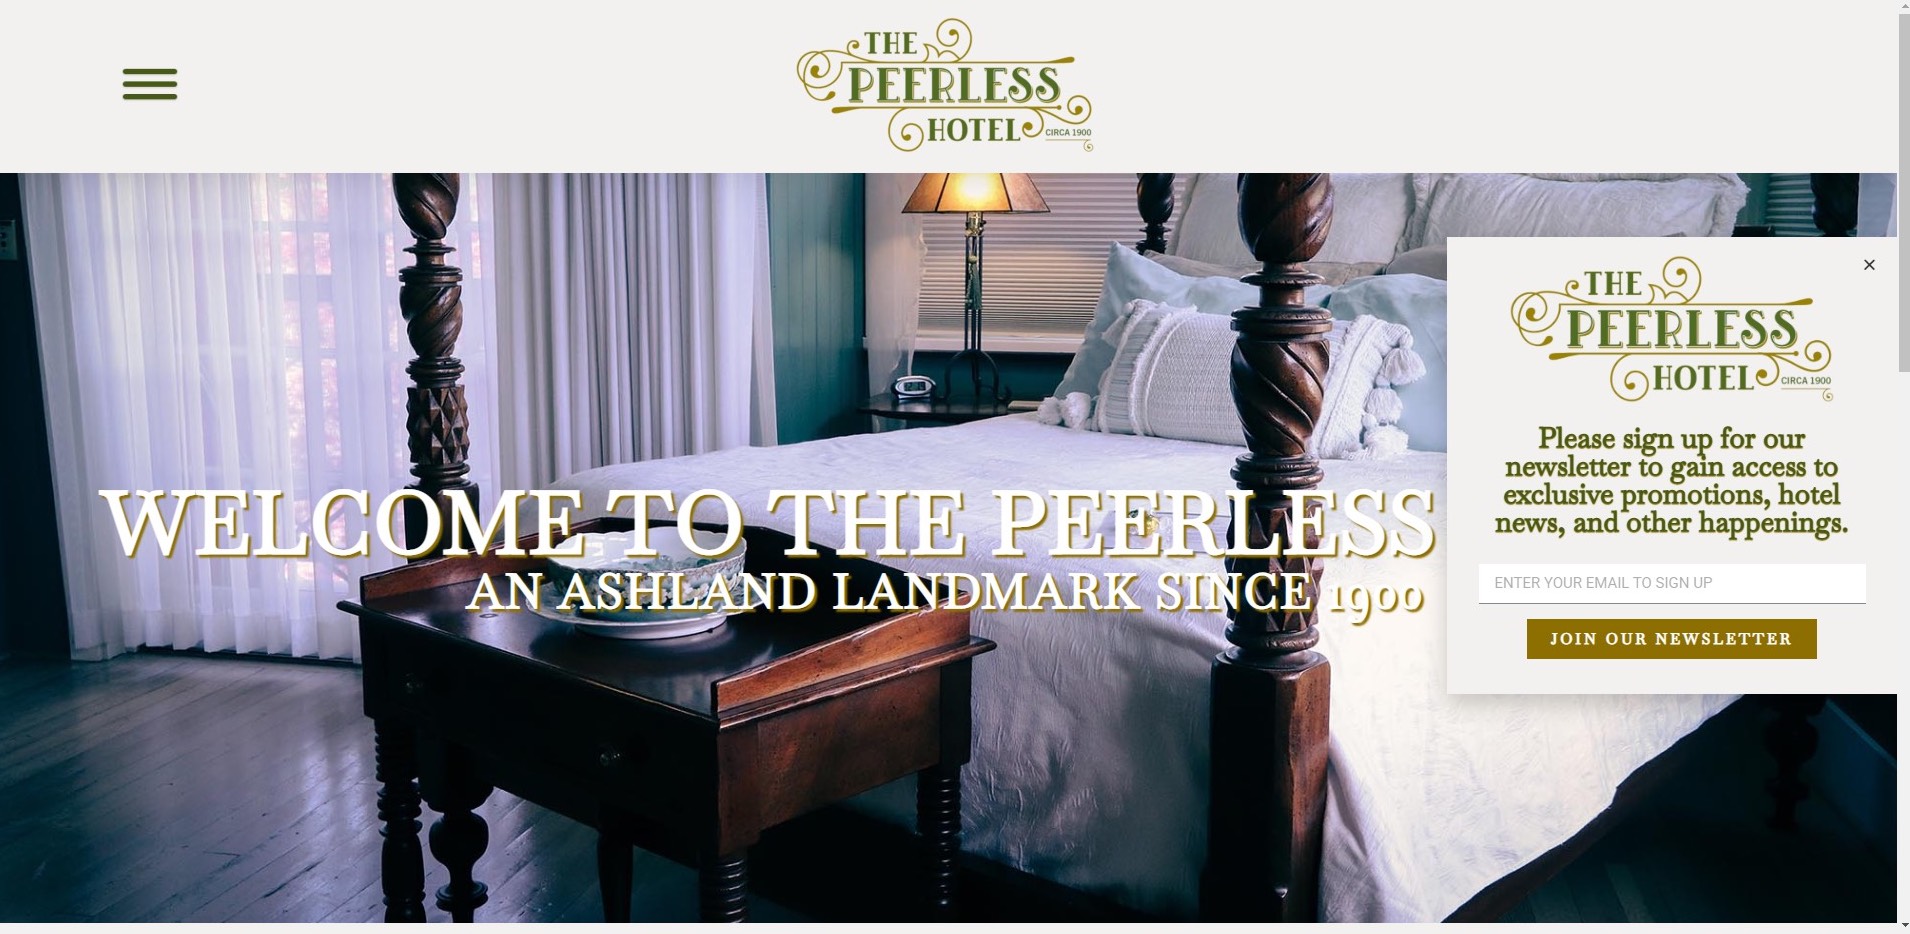 THE
PEERLESS
HOTEL
CIRCA 1900
THE
PEERLESS
HOTEL
CIRCA 1900
Please sign up for our
newsletter to gain access to
exclusive promotions, hotel
news, and other happenings.
ENTER YOUR EMAIL TO SIGN UP
JOIN OUR NEWSLETTER
WELCOME TO THE PEERLESS
AN ASHLAND LANDMARK SINCE 1900